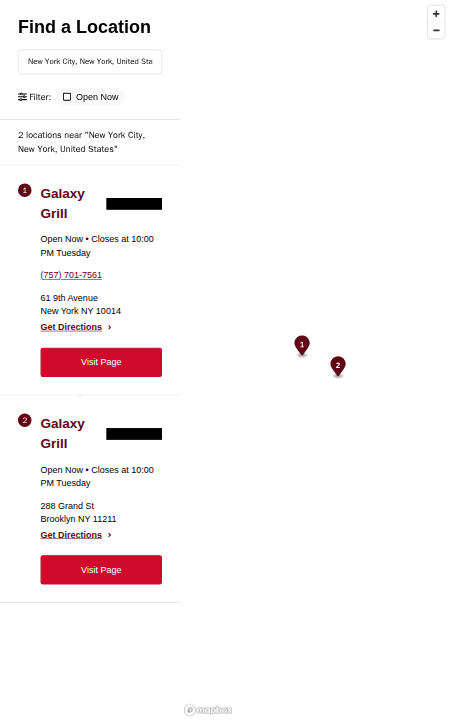 Find a Location
New York City, New York, United Sta
Filter:
Open Now
2 locations near "New York City,
New York, United States"
1
Galaxy
Grill
Open Now • Closes at 10:00
PM Tuesday
(757) 701-7561
61 9th Avenue
New York NY 10014
Get Directions ›
Visit Page
2
Galaxy
Grill
Open Now • Closes at 10:00
PM Tuesday
288 Grand St
Brooklyn NY 11211
Get Directions ›
Visit Page
+
−
1
2
mapbox